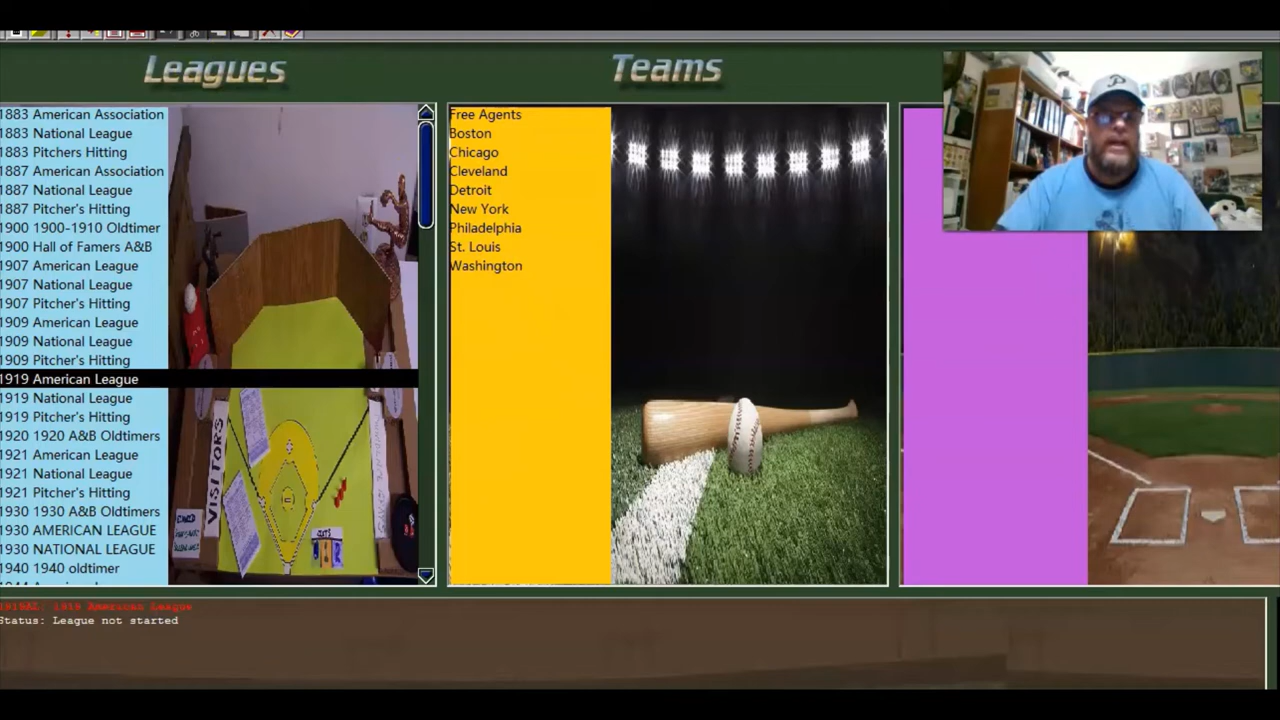 Leagues
Teams
1883 American Association
1883 National League
1883 Pitchers Hitting
1887 American Association
1887 National League
1887 Pitcher's Hitting
1900 1900-1910 Oldtimer
1900 Hall of Famers A&B
1907 American League
1907 National League
1907 Pitcher's Hitting
1909 American League
1909 National League
1909 Pitcher's Hitting
1919 American League
1919 National League
1919 Pitcher's Hitting
1920 1920 A&B Oldtimers
1921 American League
1921 National League
1921 Pitcher's Hitting
1930 1930 A&B Oldtimers
1930 AMERICAN LEAGUE
1930 NATIONAL LEAGUE
1940 1940 oldtimer
VISITORS
Free Agents
Boston
Chicago
Cleveland
Detroit
New York
Philadelphia
St. Louis
Washington
P
1919AL: 1919 American League
Status: League not started